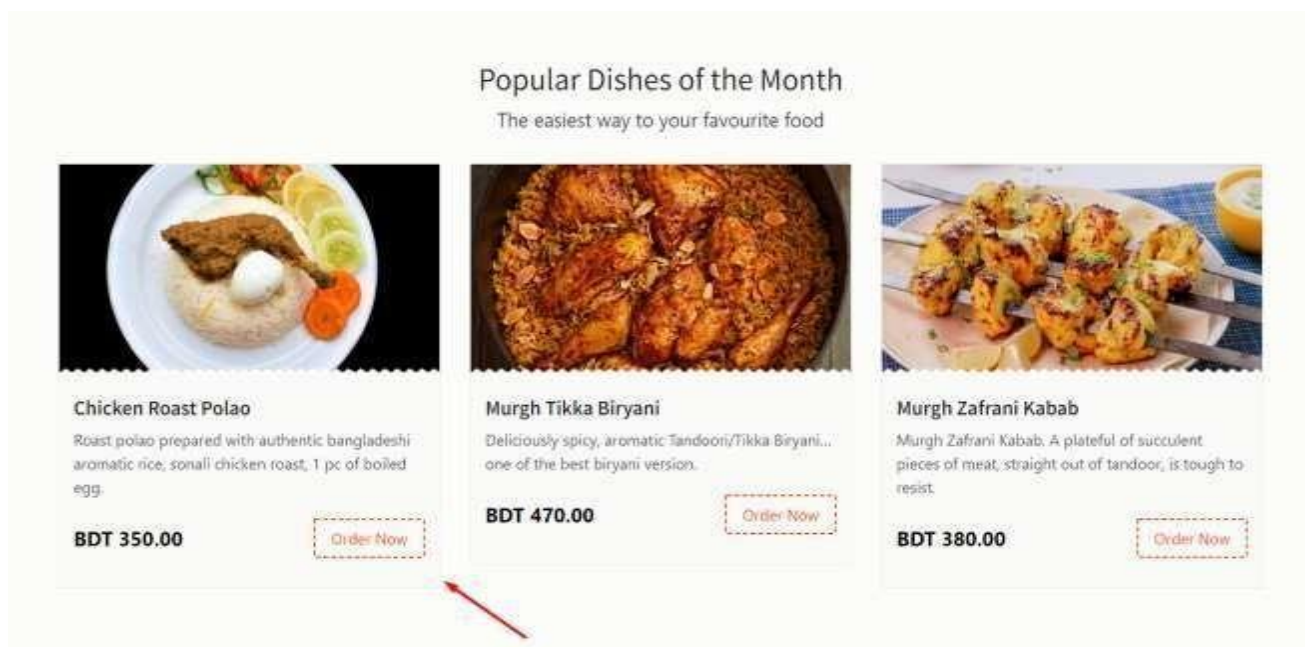 Popular Dishes of the Month
The easiest way to your favourite food
Chicken Roast Polao
Roast polao prepared with authentic bangladeshi
aromatic rice, sonali chicken roast, 1 pc of boiled
egg.
BDT 350.00
Order Now
Murgh Tikka Biryani
Deliciously spicy, aromatic Tandoori/Tikka Biryani...
one of the best biryani version.
BDT 470.00
Order Now
Murgh Zafrani Kabab
Murgh Zafrani Kabab. A plateful of succulent
pieces of meat, straight out of tandoor, is tough to
resist.
BDT 380.00
Order Now